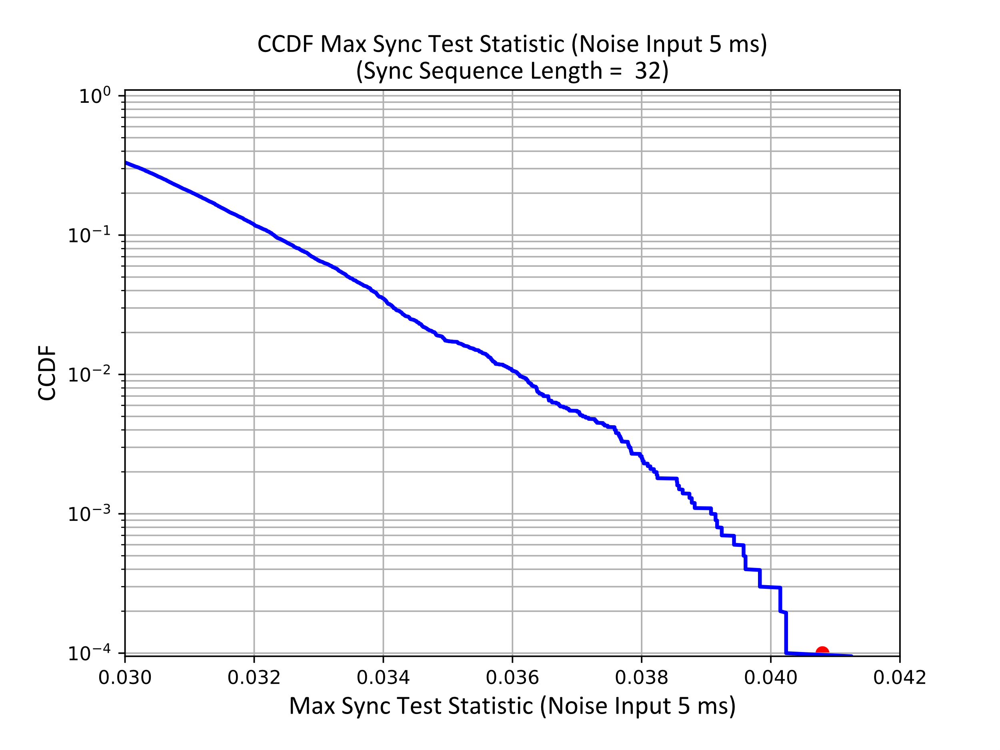 CCDF Max Sync Test Statistic (Noise Input 5 ms)
(Sync Sequence Length =  32)
10⁰
10⁻¹
10⁻²
10⁻³
10⁻⁴
CCDF
0.030 0.032 0.034 0.036 0.038 0.040 0.042
Max Sync Test Statistic (Noise Input 5 ms)